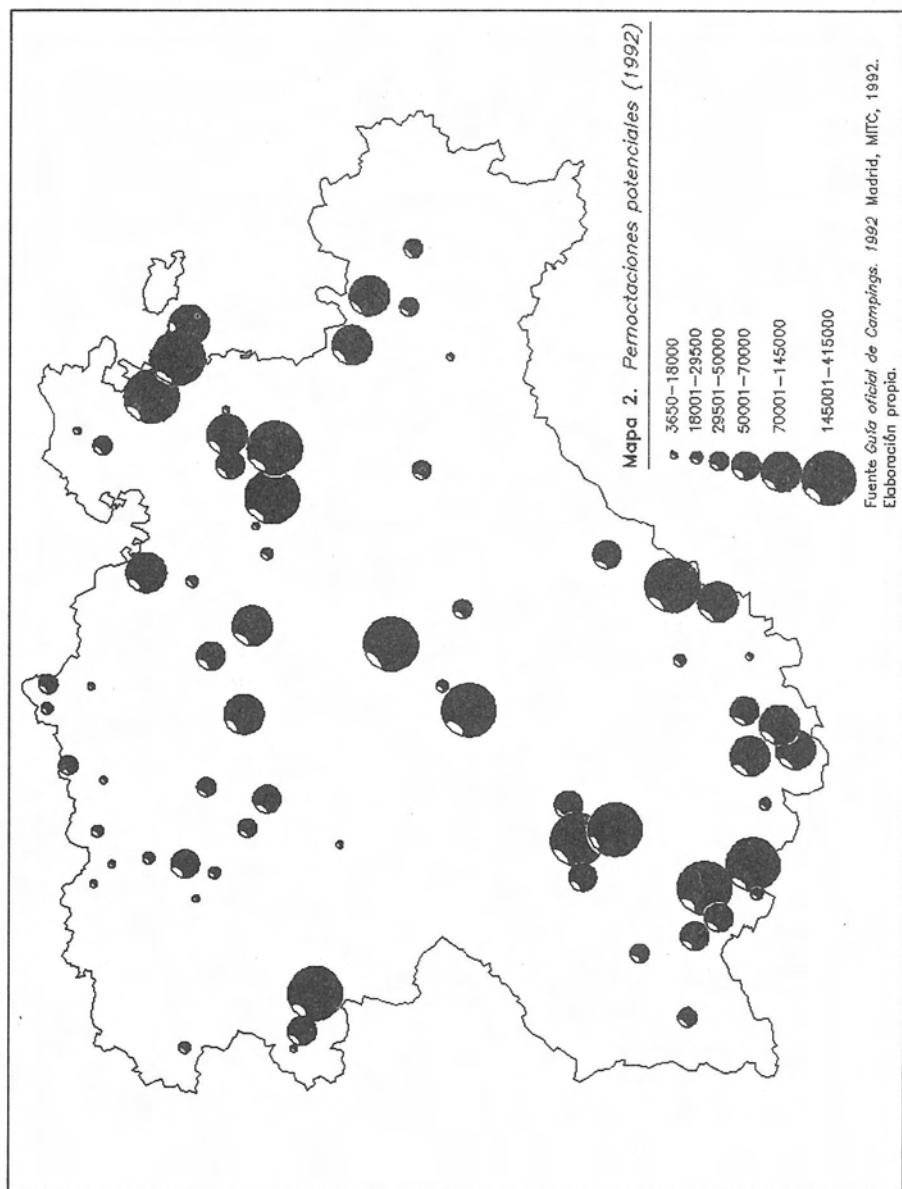 Mapa 2. Pernoctaciones potenciales (1992)
3650-18000
18001-29500
29501-50000
50001-70000
70001-145000
145001-415000
Fuente Guía oficial de Campings. 1992 Madrid, MITC, 1992.
Elaboración propia.